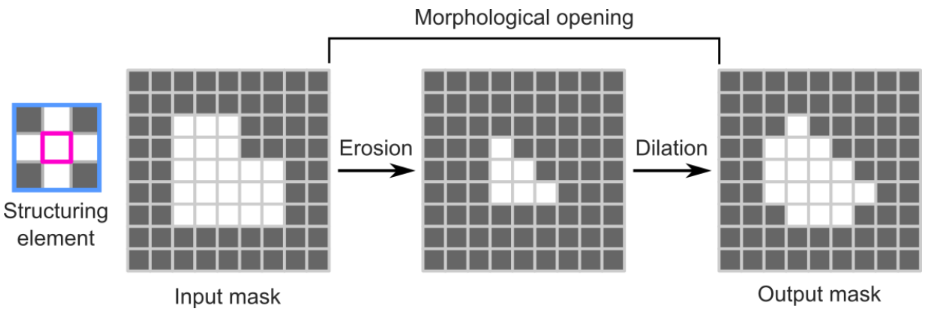 Morphological opening
Erosion
Dilation
Structuring
element
Input mask
Output mask